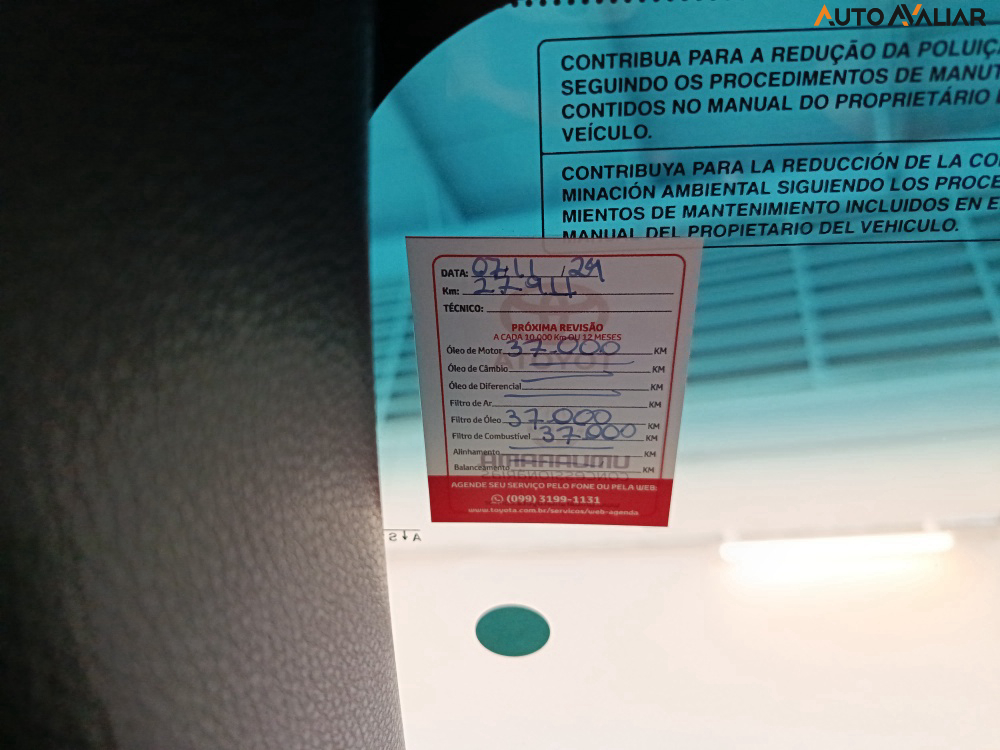 AUTOAVALIAR
CONTRIBUA PARA A REDUÇÃO DA POLUIÇÃ
SEGUINDO OS PROCEDIMENTOS DE MANUT
CONTIDOS NO MANUAL DO PROPRIETÁRIO
VEÍCULO.
CONTRIBUYA PARA LA REDUCCIÓN DE LA CO
MINACIÓN AMBIENTAL SIGUIENDO LOS PROCE
MIENTOS DE MANTENIMIENTO INCLUIDOS EN E
MANUAL DEL PROPIETARIO DEL VEHICULO.
DATA: 07/11/24
Km: 27911
TÉCNICO:
PRÓXIMA REVISÃO
A CADA 10.000 Km OU 12 MESES
Óleo de Motor 37.000 KM
Óleo de Câmbio KM
Óleo de Diferencial KM
Filtro de Ar KM
Filtro de Óleo 37.000 KM
Filtro de Combustível 37.000 KM
Alinhamento KM
Balanceamento KM
AGENDE SEU SERVIÇO PELO FONE OU PELA WEB:
(099) 3199-1131
www.toyota.com.br/servicos/web-agenda
A↓S